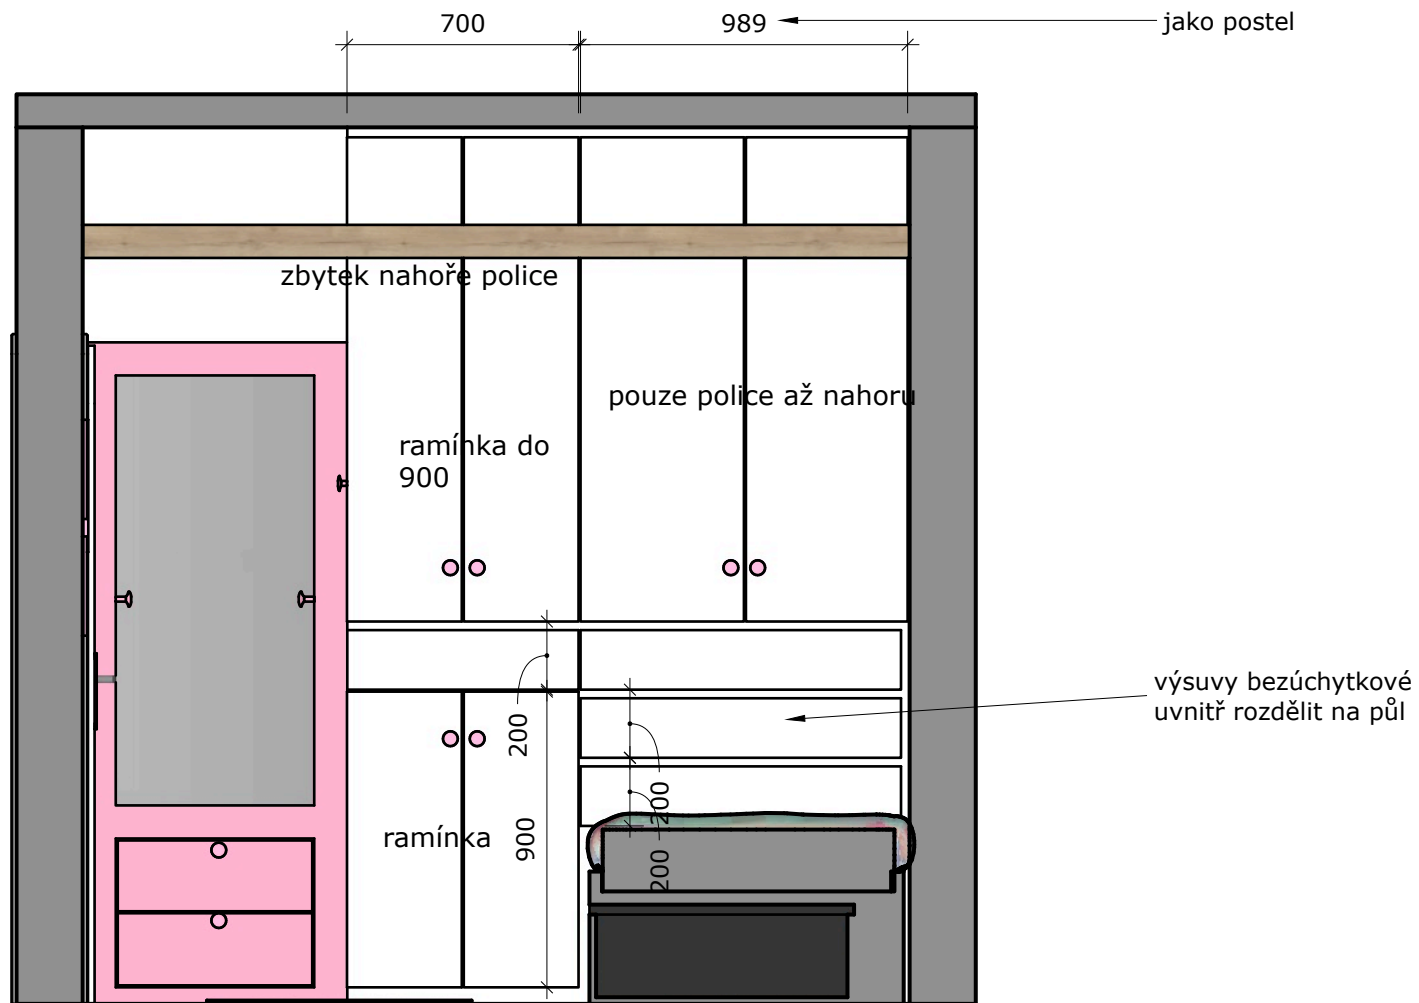 700
989
jako postel
zbytek nahoře police
pouze police až nahoru
ramínka do
900
200
výsuvy bezúchytkové
uvnitř rozdělit na půl
200
ramínka
900
200